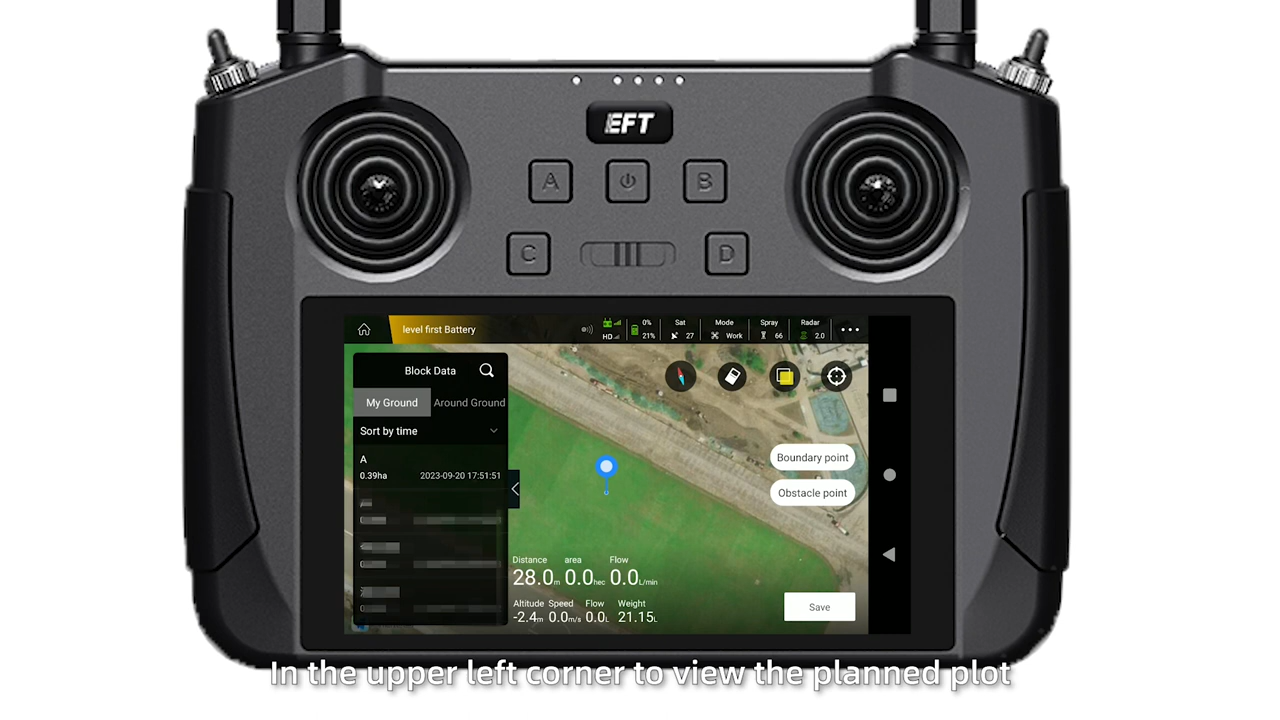 EFT
A
B
C
D
level first Battery
HD
0%
21%
Sat
27
Mode
Work
Spray
66
Radar
2.0
Block Data
My Ground
Around Ground
Sort by time
A
0.39ha
2023-09-20 17:51:51
Boundary point
Obstacle point
Distance area Flow
28.0m 0.0hec 0.0L/min
Altitude Speed Flow Weight
-2.4m 0.0m/s 0.0L 21.15L
Save
In the upper left corner to view the planned plot